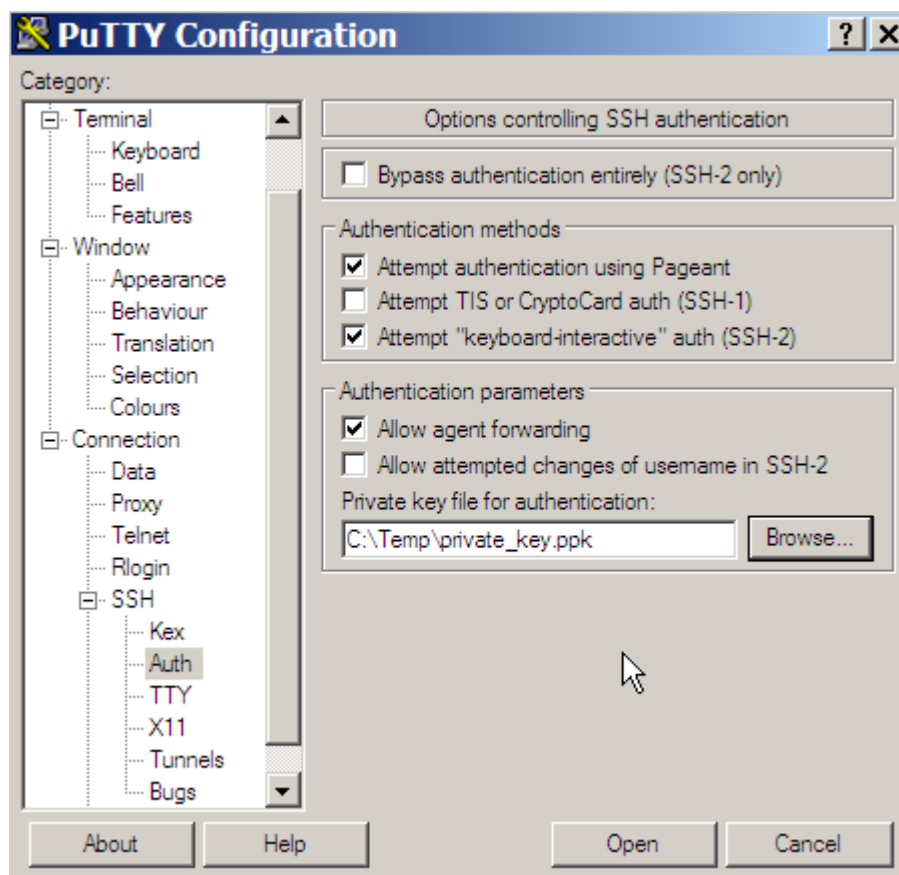 PuTTY Configuration
Category:
Terminal
Keyboard
Bell
Features
Window
Appearance
Behaviour
Translation
Selection
Colours
Connection
Data
Proxy
Telnet
Rlogin
SSH
Kex
Auth
TTY
X11
Tunnels
Bugs
Options controlling SSH authentication
Bypass authentication entirely (SSH-2 only)
Authentication methods
Attempt authentication using Pageant
Attempt TIS or CryptoCard auth (SSH-1)
Attempt "keyboard-interactive" auth (SSH-2)
Authentication parameters
Allow agent forwarding
Allow attempted changes of username in SSH-2
Private key file for authentication:
C:\Temp\private_key.ppk Browse...
About Help Open Cancel